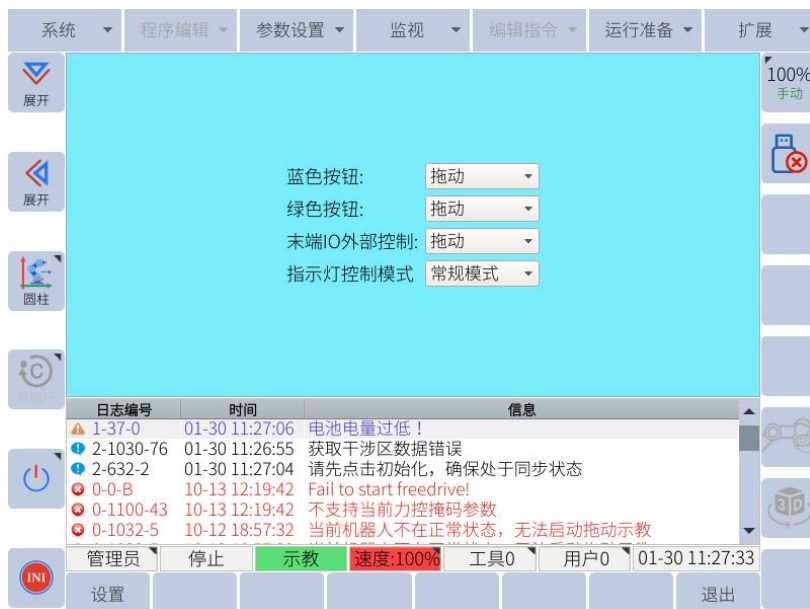 系统 程序编辑 参数设置 监视 编辑指令 运行准备 扩展
展开
100%
手动
展开
蓝色按钮: 拖动
绿色按钮: 拖动
末端IO外部控制: 拖动
指示灯控制模式 常规模式
圆柱
日志编号 时间 信息
1-37-0 01-30 11:27:06 电池电量过低！
2-1030-76 01-30 11:26:55 获取干涉区数据错误
2-632-2 01-30 11:27:04 请先点击初始化，确保处于同步状态
0-0-B 10-13 12:19:42 Fail to start freedrive!
0-1100-43 10-13 12:19:42 不支持当前力控掩码参数
0-1032-5 10-12 18:57:32 当前机器人不在正常状态，无法启动拖动示教
管理员 停止 示教 速度:100% 工具0 用户0 01-30 11:27:33
INI
设置 退出
3D
C